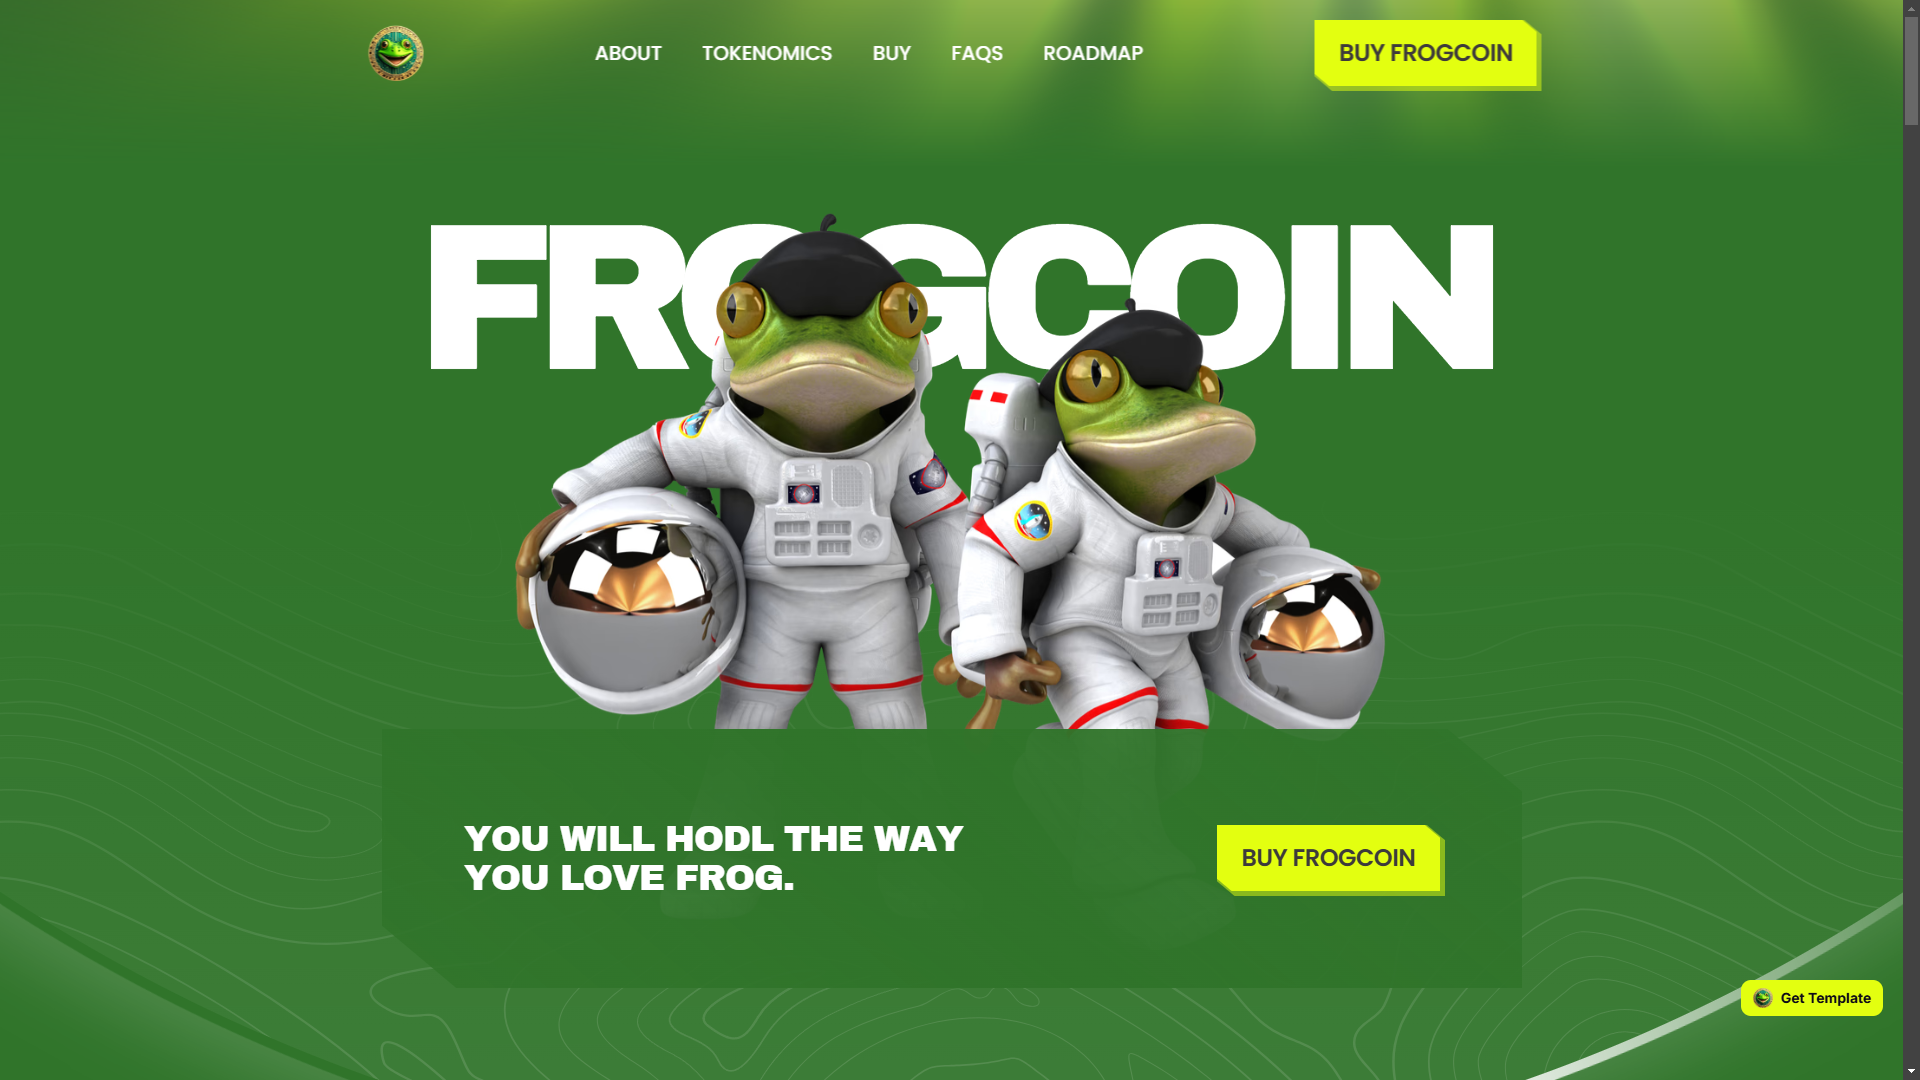 ABOUT TOKENOMICS BUY FAQS ROADMAP BUY FROGCOIN
FROGCOIN
YOU WILL HODL THE WAY
YOU LOVE FROG.
BUY FROGCOIN
Get Template